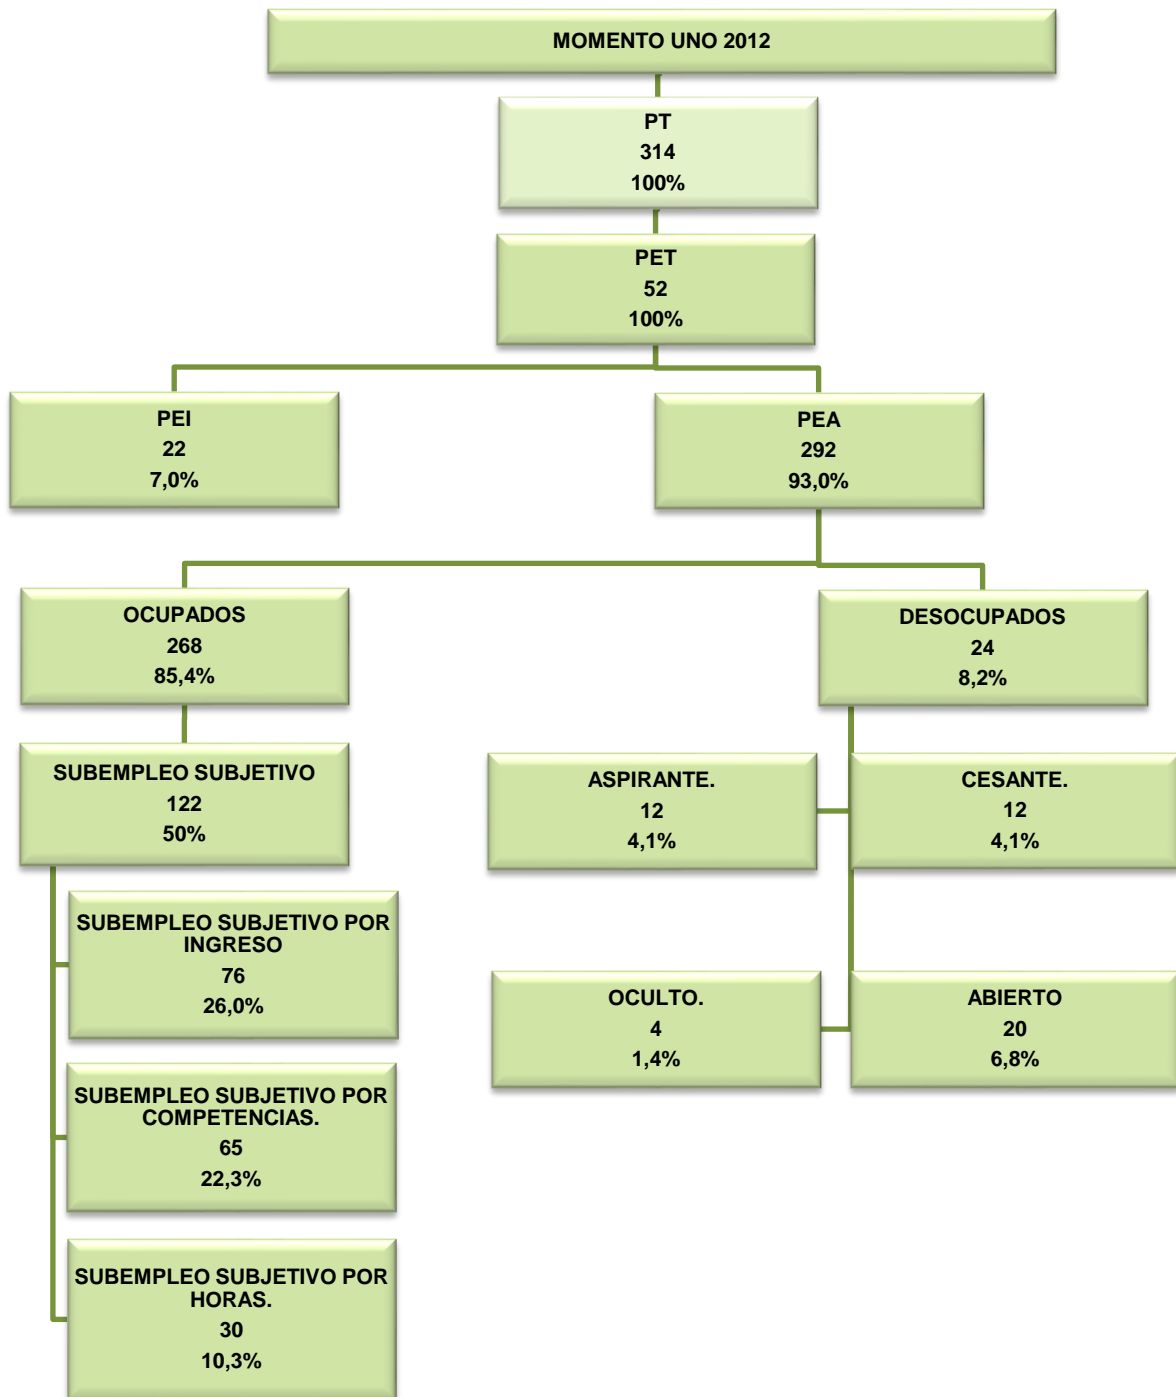 MOMENTO UNO 2012
PT
314
100%
PET
52
100%
PEI
22
7,0%
PEA
292
93,0%
OCUPADOS
268
85,4%
DESOCUPADOS
24
8,2%
SUBEMPLEO SUBJETIVO
122
50%
ASPIRANTE.
12
4,1%
CESANTE.
12
4,1%
SUBEMPLEO SUBJETIVO POR
INGRESO
76
26,0%
OCULTO.
4
1,4%
ABIERTO
20
6,8%
SUBEMPLEO SUBJETIVO POR
COMPETENCIAS.
65
22,3%
SUBEMPLEO SUBJETIVO POR
HORAS.
30
10,3%